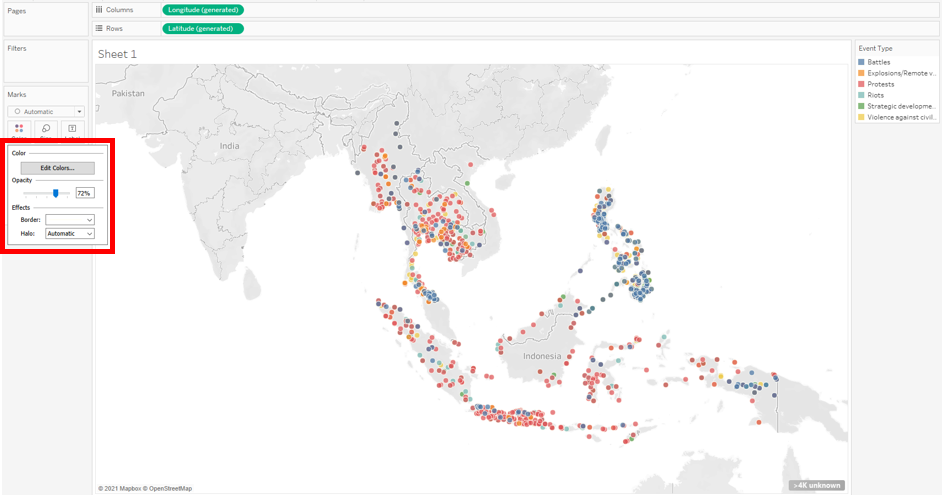 Pages
Columns
Longitude (generated)
Rows
Latitude (generated)
Filters
Sheet 1
Event Type
Battles
Explosions/Remote v...
Protests
Riots
Strategic developme...
Violence against civil...
Marks
Automatic
Color
Edit Colors...
Opacity
72%
Effects
Border:
Halo: Automatic
Pakistan
India
Indonesia
© 2021 Mapbox © OpenStreetMap
>4K unknown